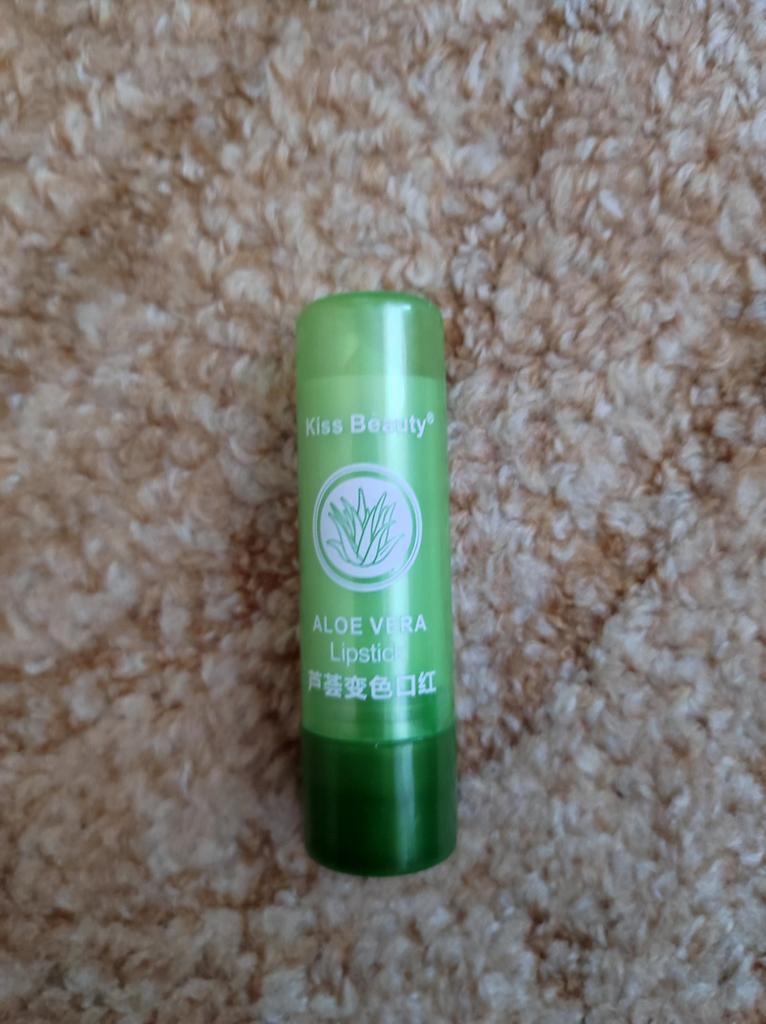 Kiss Beauty®
ALOE VERA
Lipstick
芦荟变色口红